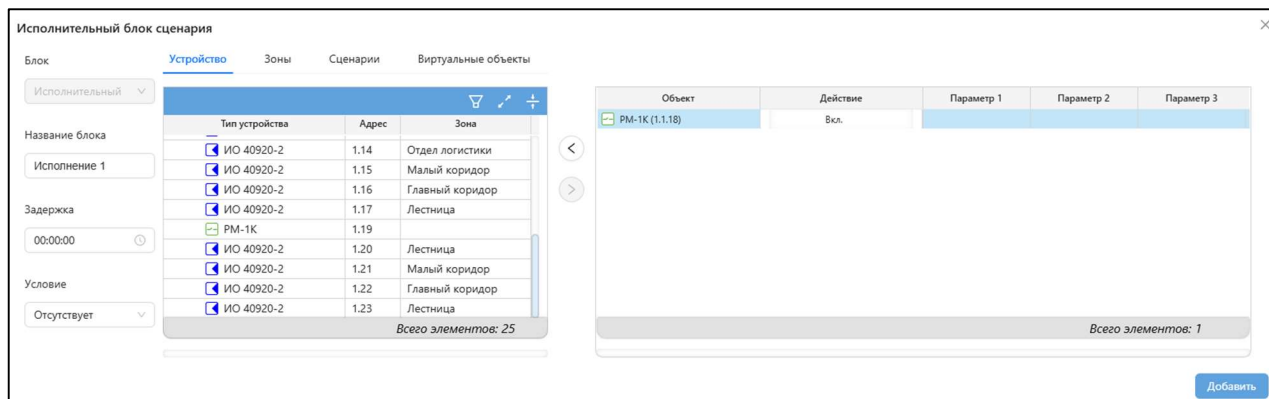 Исполнительный блок сценария
Блок
Исполнительный
Название блока
Исполнение 1
Задержка
00:00:00
Условие
Отсутствует
Устройство Зоны Сценарии Виртуальные объекты
Тип устройства Адрес Зона
ИО 40920-2 1.14 Отдел логистики
ИО 40920-2 1.15 Малый коридор
ИО 40920-2 1.16 Главный коридор
ИО 40920-2 1.17 Лестница
РМ-1К 1.19
ИО 40920-2 1.20 Лестница
ИО 40920-2 1.21 Малый коридор
ИО 40920-2 1.22 Главный коридор
ИО 40920-2 1.23 Лестница
Всего элементов: 25
Объект Действие Параметр 1 Параметр 2 Параметр 3
РМ-1К (1.1.18) Вкл.
Всего элементов: 1
Добавить